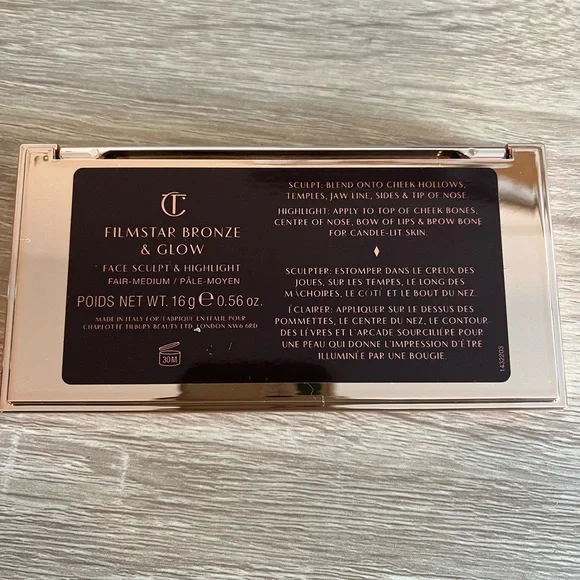 CT
FILMSTAR BRONZE
& GLOW
FACE SCULPT & HIGHLIGHT
FAIR-MEDIUM / PÂLE-MOYEN
POIDS NET WT. 16 g ℮ 0.56 oz.
MADE IN ITALY FOR/FABRIQUÉ EN ITALIE POUR
CHARLOTTE TILBURY BEAUTY LTD, LONDON NW6 6RD
30M
SCULPT: BLEND ONTO CHEEK HOLLOWS,
TEMPLES, JAW LINE, SIDES & TIP OF NOSE
HIGHLIGHT: APPLY TO TOP OF CHEEK BONES,
CENTRE OF NOSE, BOW OF LIPS & BROW BONE
FOR CANDLE-LIT SKIN.
SCULPTER: ESTOMPER DANS LE CREUX DES
JOUES, SUR LES TEMPES, LE LONG DES
MÂCHOIRES, LE CÔTÉ ET LE BOUT DU NEZ.
ÉCLAIRER: APPLIQUER SUR LE DESSUS DES
POMMETTES, LE CENTRE DU NEZ, LE CONTOUR
DES LÈVRES ET L'ARCADE SOURCILIÈRE POUR
UNE PEAU QUI DONNE L'IMPRESSION D'ÊTRE
ILLUMINÉE PAR UNE BOUGIE.
1432203